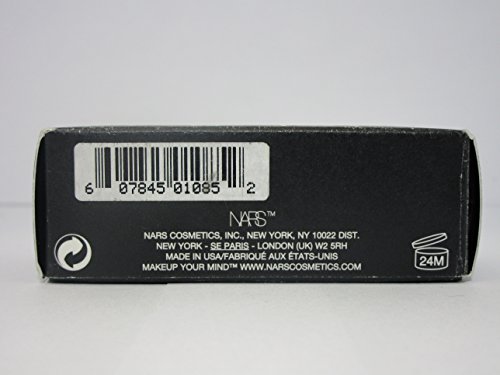 6 07845 01085 2
NARS™
NARS COSMETICS, INC., NEW YORK, NY 10022 DIST.
NEW YORK - SE PARIS - LONDON (UK) W2 5RH
MADE IN USA/FABRIQUÉ AUX ÉTATS-UNIS
MAKEUP YOUR MIND™ WWW.NARSCOSMETICS.COM
24M